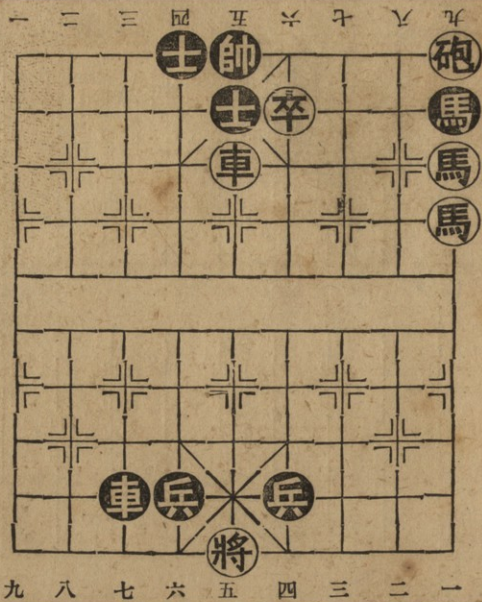 一 二 三 四 五 六 七 八 九
士 帥 砲
士 卒 馬
車 馬
馬
車 兵 兵
將
九 八 七 六 五 四 三 二 一